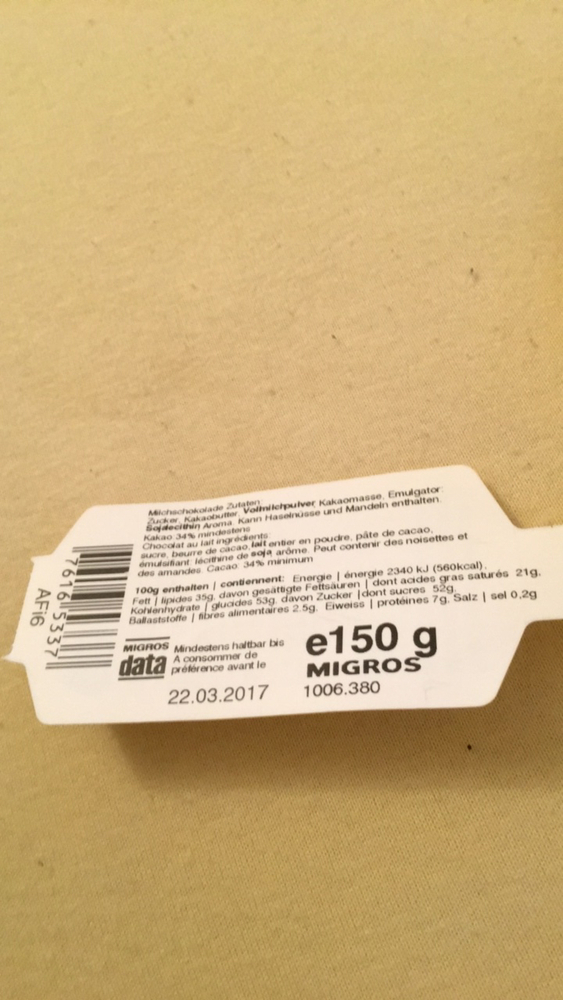 Milchschokolade Zutaten:
Zucker, Kakaobutter, Vollmilchpulver, Kakaomasse, Emulgator:
Sojalecithin, Aroma. Kann Haselnüsse und Mandeln enthalten.
Kakao: 34% mindestens
Chocolat au lait ingrédients:
sucre, beurre de cacao, lait entier en poudre, pâte de cacao,
émulsifiant: lécithine de soja, arôme. Peut contenir des noisettes et
des amandes. Cacao: 34% minimum
100g enthalten | contiennent: Energie | énergie 2340 kJ (560kcal),
Fett | lipides 35g, davon gesättigte Fettsäuren | dont acides gras saturés 21g,
Kohlenhydrate | glucides 53g, davon Zucker | dont sucres 52g,
Ballaststoffe | fibres alimentaires 2.5g, Eiweiss | protéines 7g, Salz | sel 0,2g
MIGROS
data
Mindestens haltbar bis
A consommer de
préférence avant le
22.03.2017
e150 g
MIGROS
1006.380
7616 5337
AF16